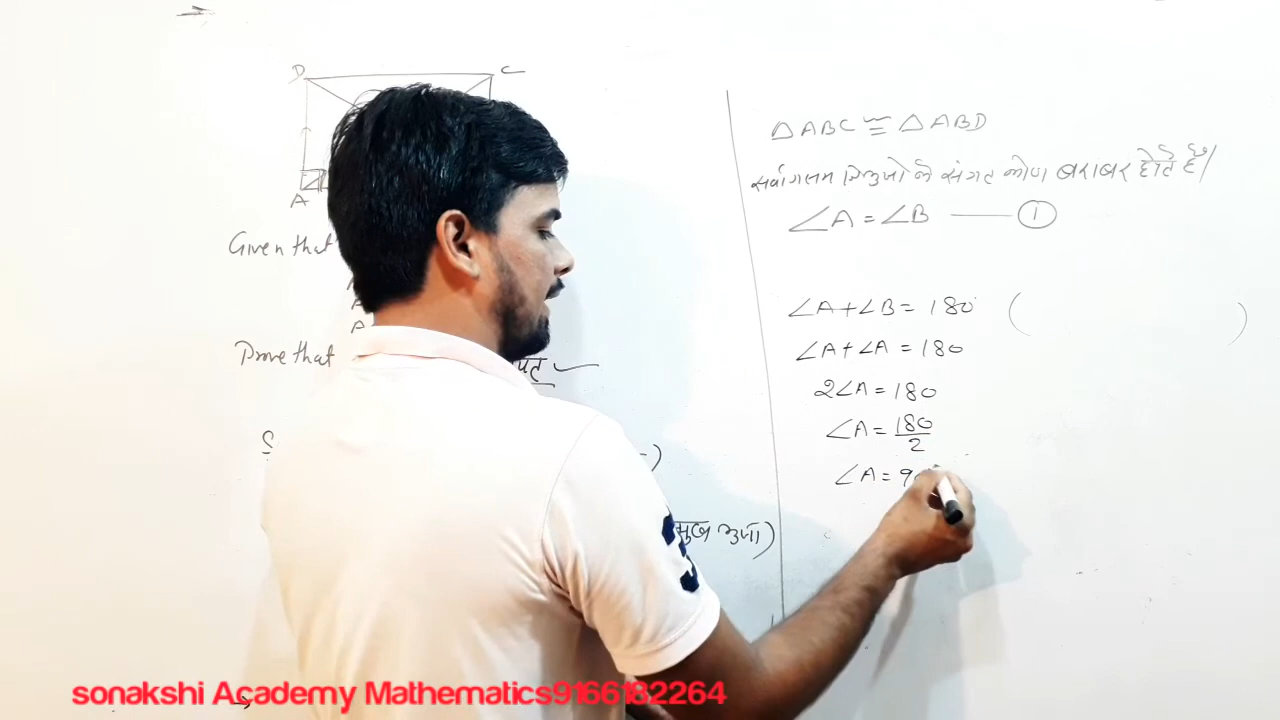 D C
A
Given that
Prove that
△ABC ≅ △ABD
सर्वांगसम त्रिभुजो के संगत कोण बराबर होते है।
∠A = ∠B — ①
∠A + ∠B = 180 ( )
∠A + ∠A = 180
2∠A = 180
∠A = 180/2
∠A = 9
भुजा)
sonakshi Academy Mathematics9166182264